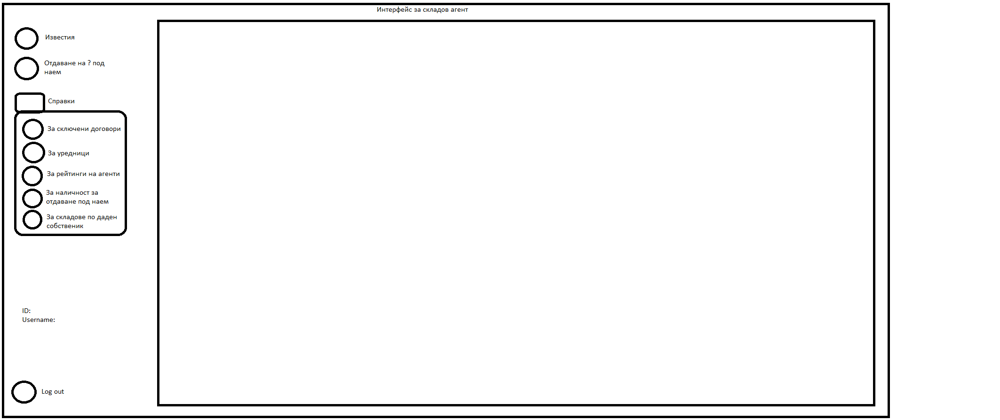 Интерфейс за складов агент
Известия
Отдаване на ? под
наем
Справки
За сключени договори
За уредници
За рейтинги на агенти
За наличност за
отдаване под наем
За складове по даден
собственик
ID:
Username:
Log out